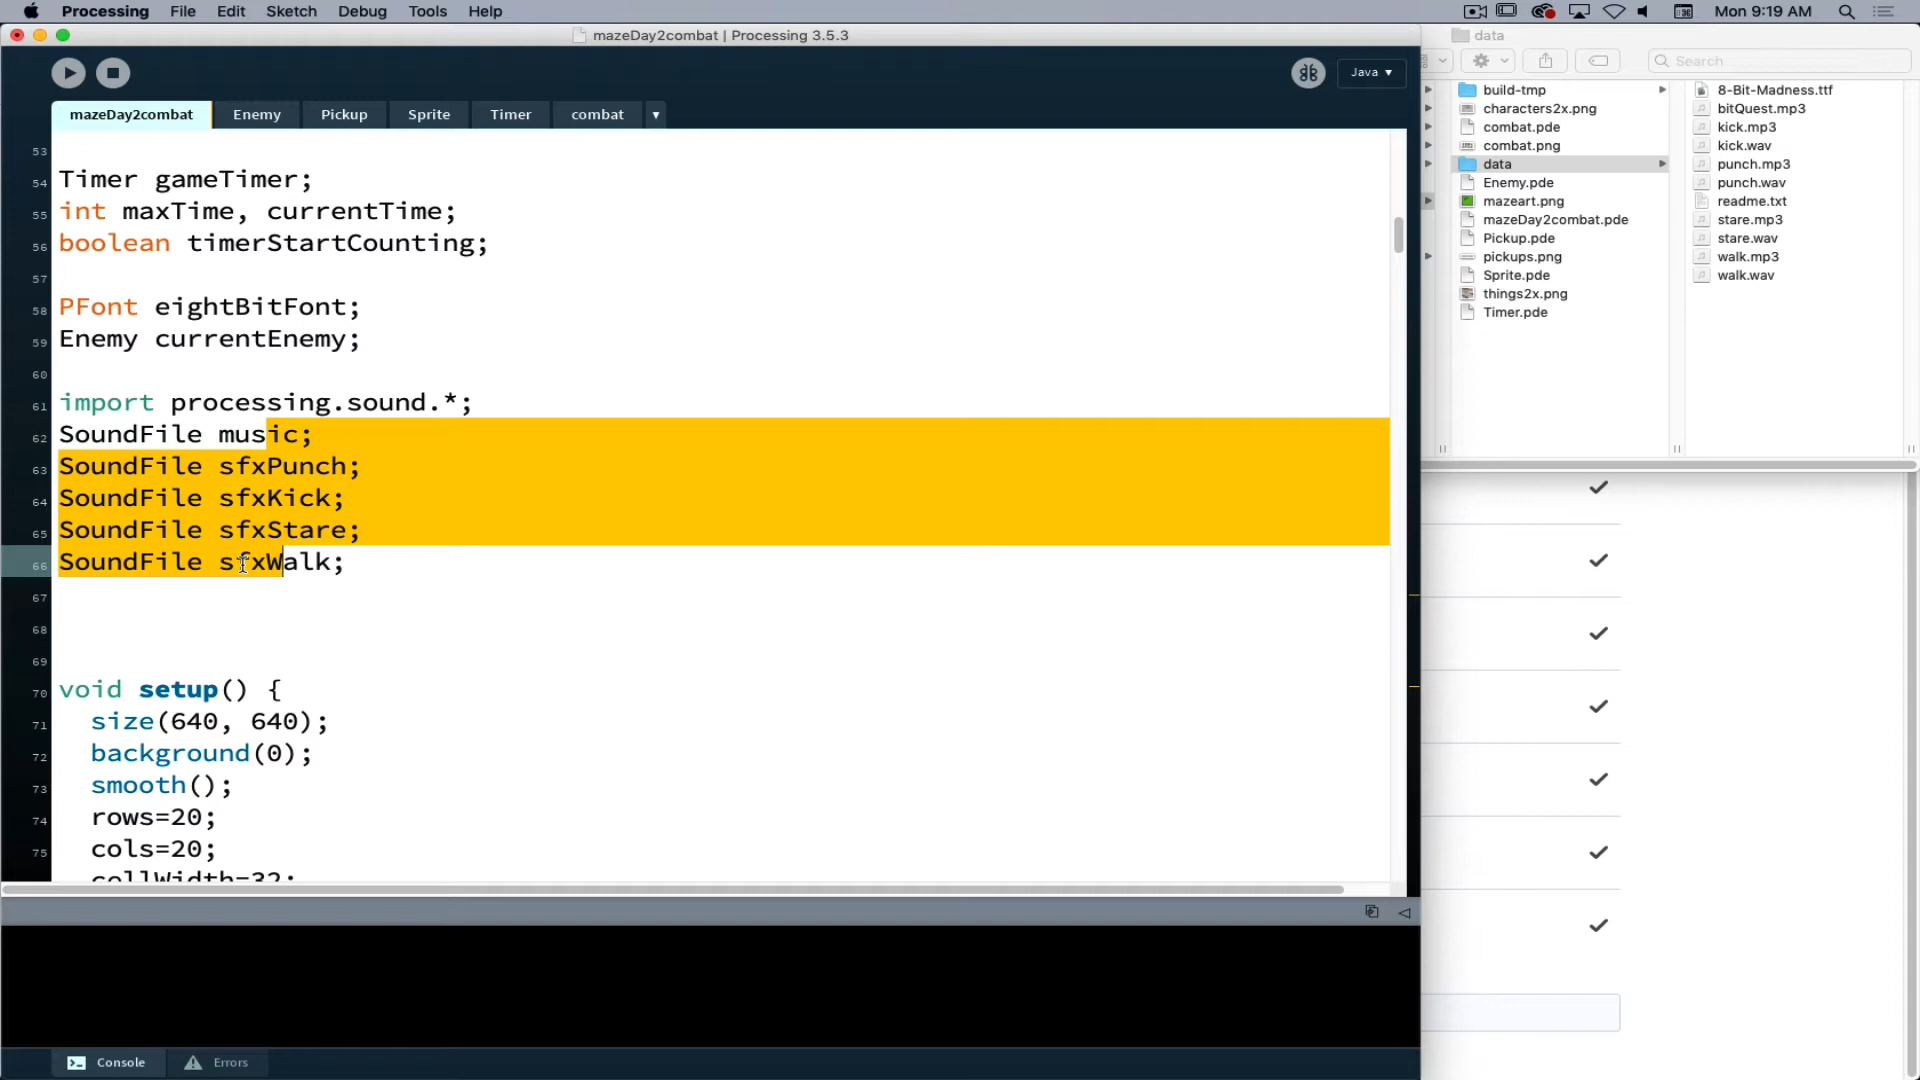 Processing File Edit Sketch Debug Tools Help Mon 9:19 AM
mazeDay2combat | Processing 3.5.3
data
Java ▾
Search
mazeDay2combat Enemy Pickup Sprite Timer combat ▾
53
54 Timer gameTimer;
55 int maxTime, currentTime;
56 boolean timerStartCounting;
57
58 PFont eightBitFont;
59 Enemy currentEnemy;
60
61 import processing.sound.*;
62 SoundFile music;
63 SoundFile sfxPunch;
64 SoundFile sfxKick;
65 SoundFile sfxStare;
66 SoundFile sfxWalk;
67
68
69
70 void setup() {
71 size(640, 640);
72 background(0);
73 smooth();
74 rows=20;
75 cols=20;
cellWidth=32;
build-tmp
characters2x.png
combat.pde
combat.png
data
Enemy.pde
mazeart.png
mazeDay2combat.pde
Pickup.pde
pickups.png
Sprite.pde
things2x.png
Timer.pde
8-Bit-Madness.ttf
bitQuest.mp3
kick.mp3
kick.wav
punch.mp3
punch.wav
readme.txt
stare.mp3
stare.wav
walk.mp3
walk.wav
Console Errors